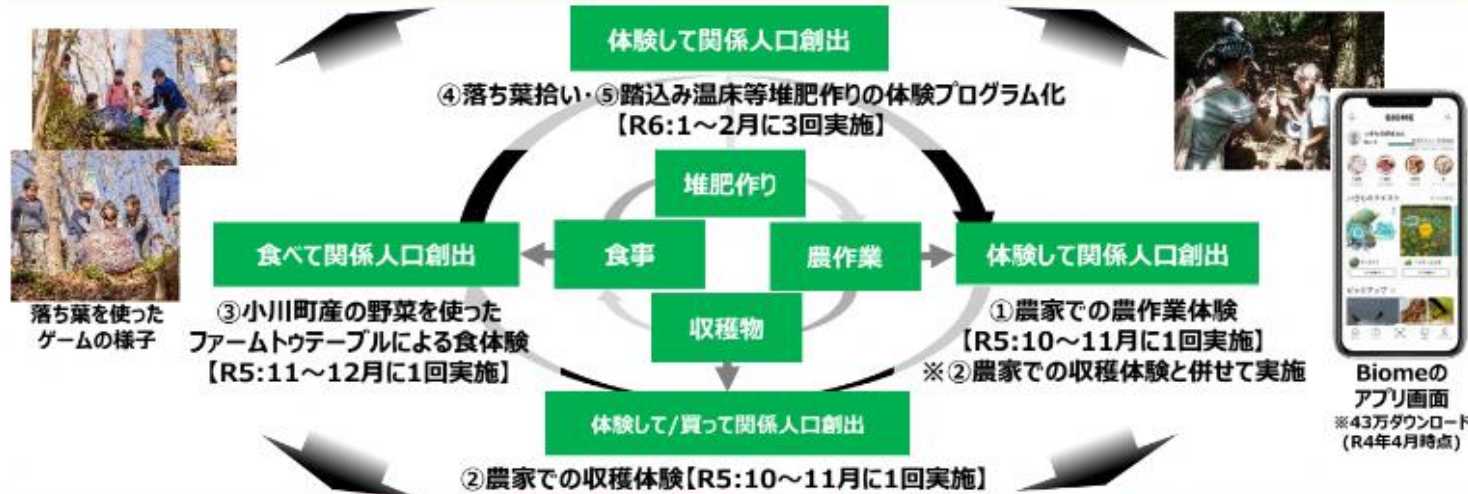 体験して関係人口創出
④落ち葉拾い・⑤踏込み温床等堆肥作りの体験プログラム化
【R6:1～2月に3回実施】
堆肥作り
食べて関係人口創出
食事
農作業
体験して関係人口創出
落ち葉を使った
ゲームの様子
③小川町産の野菜を使った
ファームトゥテーブルによる食体験
【R5:11～12月に1回実施】
収穫物
①農家での農作業体験
【R5:10～11月に1回実施】
※②農家での収穫体験と併せて実施
BIOME
Biomeの
アプリ画面
※43万ダウンロード
(R4年4月時点)
体験して/買って関係人口創出
②農家での収穫体験【R5:10～11月に1回実施】